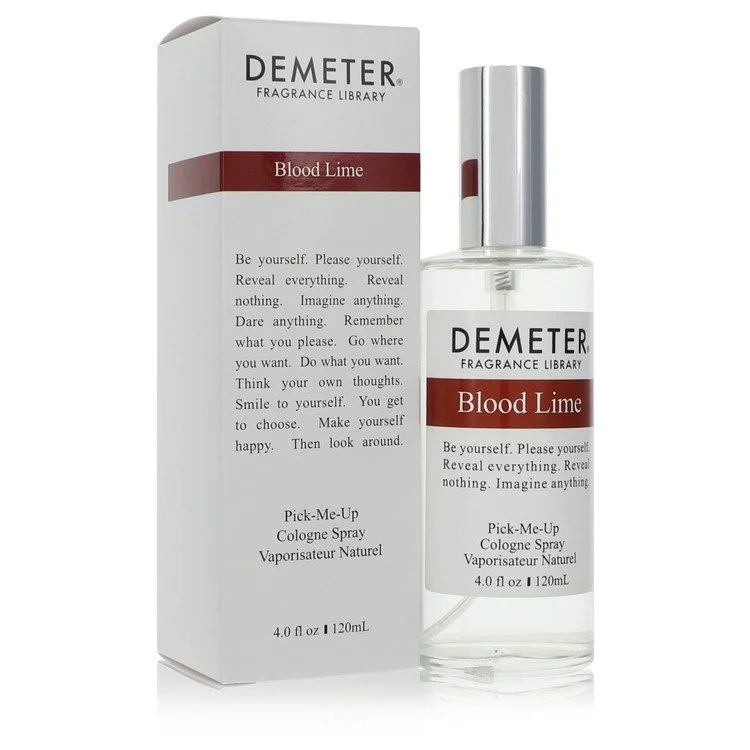 DEMETER®
FRAGRANCE LIBRARY
Blood Lime
Be yourself. Please yourself.
Reveal everything. Reveal
nothing. Imagine anything.
Dare anything. Remember
what you please. Go where
you want. Do what you want.
Think your own thoughts.
Smile to yourself. You get
to choose. Make yourself
happy. Then look around.
Pick-Me-Up
Cologne Spray
Vaporisateur Naturel
4.0 fl oz 120mL
DEMETER®
FRAGRANCE LIBRARY
Blood Lime
Be yourself. Please yourself.
Reveal everything. Reveal
nothing. Imagine anything.
Pick-Me-Up
Cologne Spray
Vaporisateur Naturel
4.0 fl oz 120mL